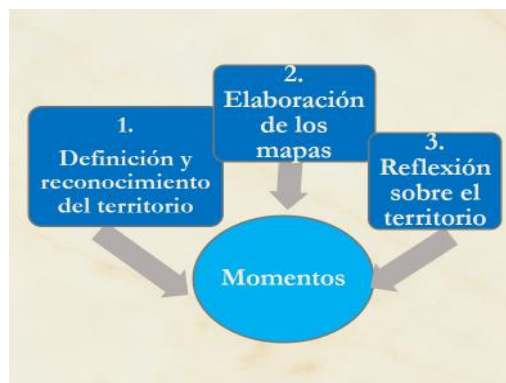 1.
Definición y
reconocimiento
del territorio
2.
Elaboración
de los
mapas
3.
Reflexión
sobre el
territorio
Momentos